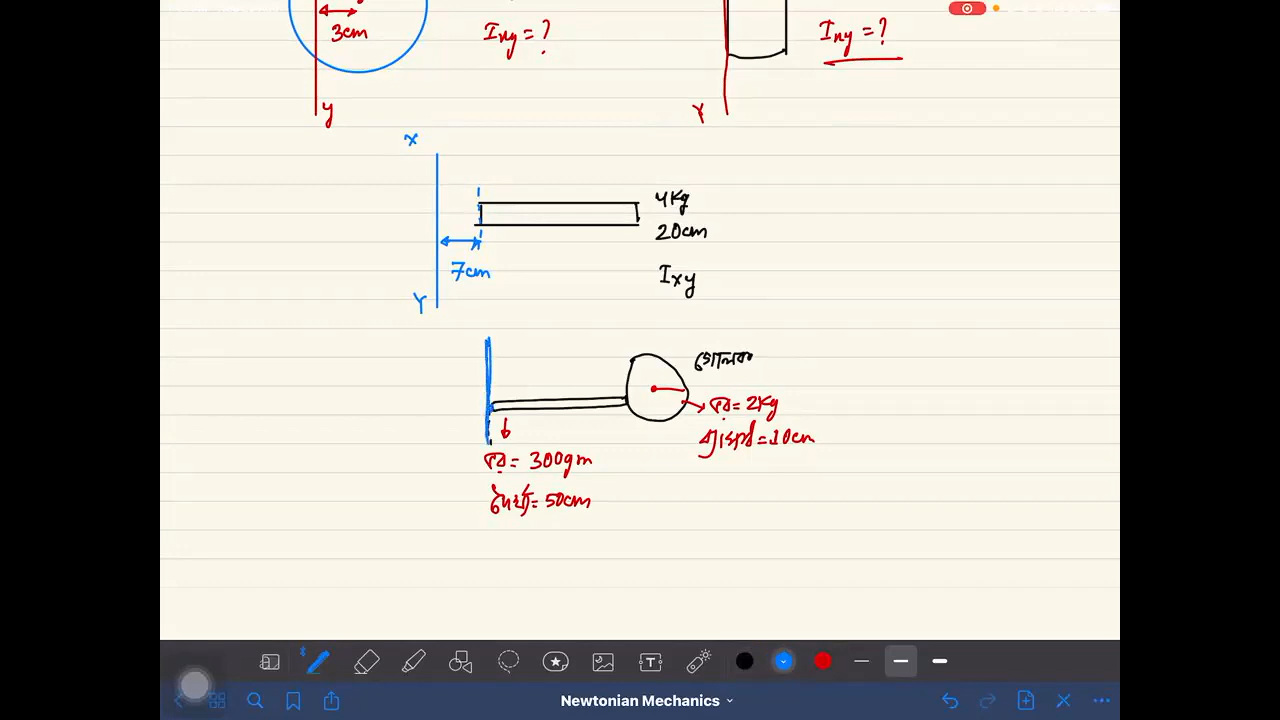 3cm
Ixy = ?
Ixy = ?
y
Y
x
4Kg
20cm
7cm
Ixy
Y
গোলক
ভর = 2Kg
ব্যাসার্ধ = 10cm
ভর = 300gm
দৈর্ঘ্য = 50cm
T
Newtonian Mechanics